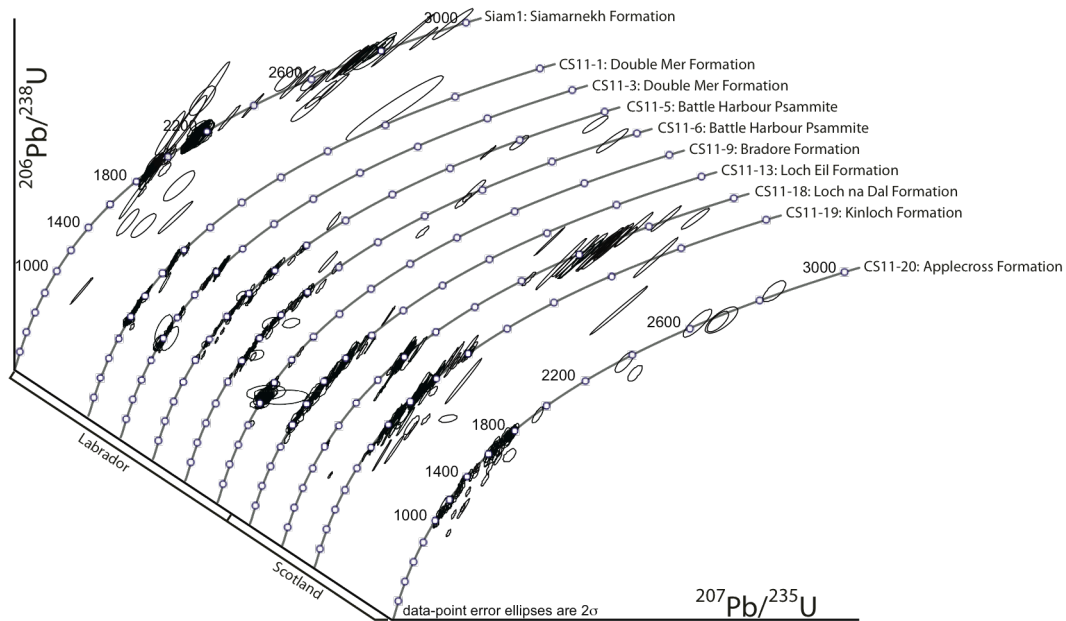 3000
Siam1: Siamarnekh Formation
2600
CS11-1: Double Mer Formation
CS11-3: Double Mer Formation
CS11-5: Battle Harbour Psammite
CS11-6: Battle Harbour Psammite
CS11-9: Bradore Formation
CS11-13: Loch Eil Formation
CS11-18: Loch na Dal Formation
CS11-19: Kinloch Formation
CS11-20: Applecross Formation
206Pb/238U
2200
1800
1400
1000
3000
2600
2200
1800
1400
1000
Labrador
Scotland
data-point error ellipses are 2σ
207Pb/235U